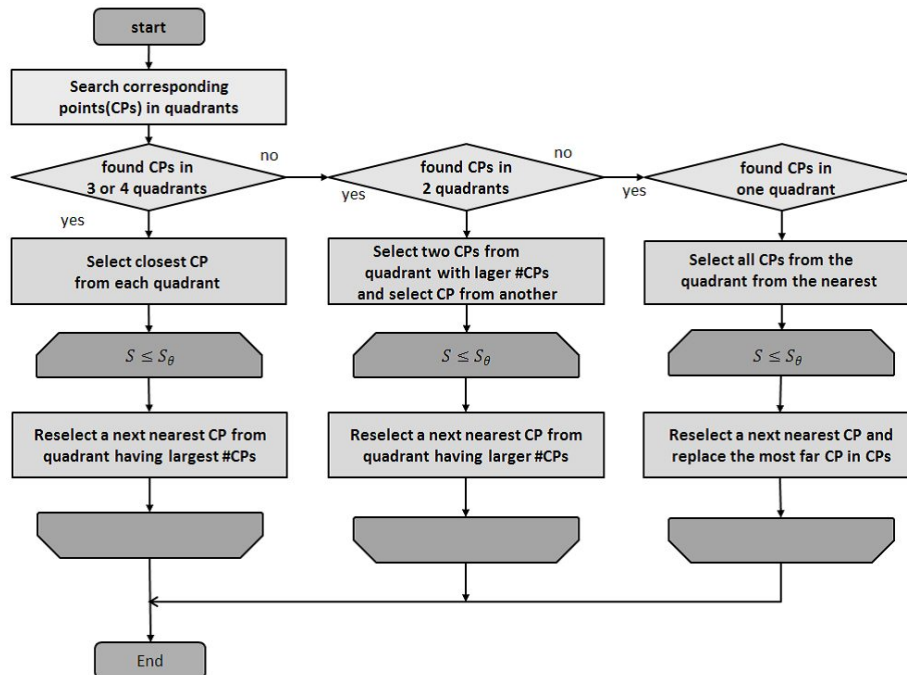 start
Search corresponding
points(CPs) in quadrants
found CPs in
3 or 4 quadrants
no
yes
found CPs in
2 quadrants
no
yes
found CPs in
one quadrant
yes
Select closest CP
from each quadrant
Select two CPs from
quadrant with lager #CPs
and select CP from another
Select all CPs from the
quadrant from the nearest
S ≤ S_θ
S ≤ S_θ
S ≤ S_θ
Reselect a next nearest CP from
quadrant having largest #CPs
Reselect a next nearest CP from
quadrant having larger #CPs
Reselect a next nearest CP and
replace the most far CP in CPs
End